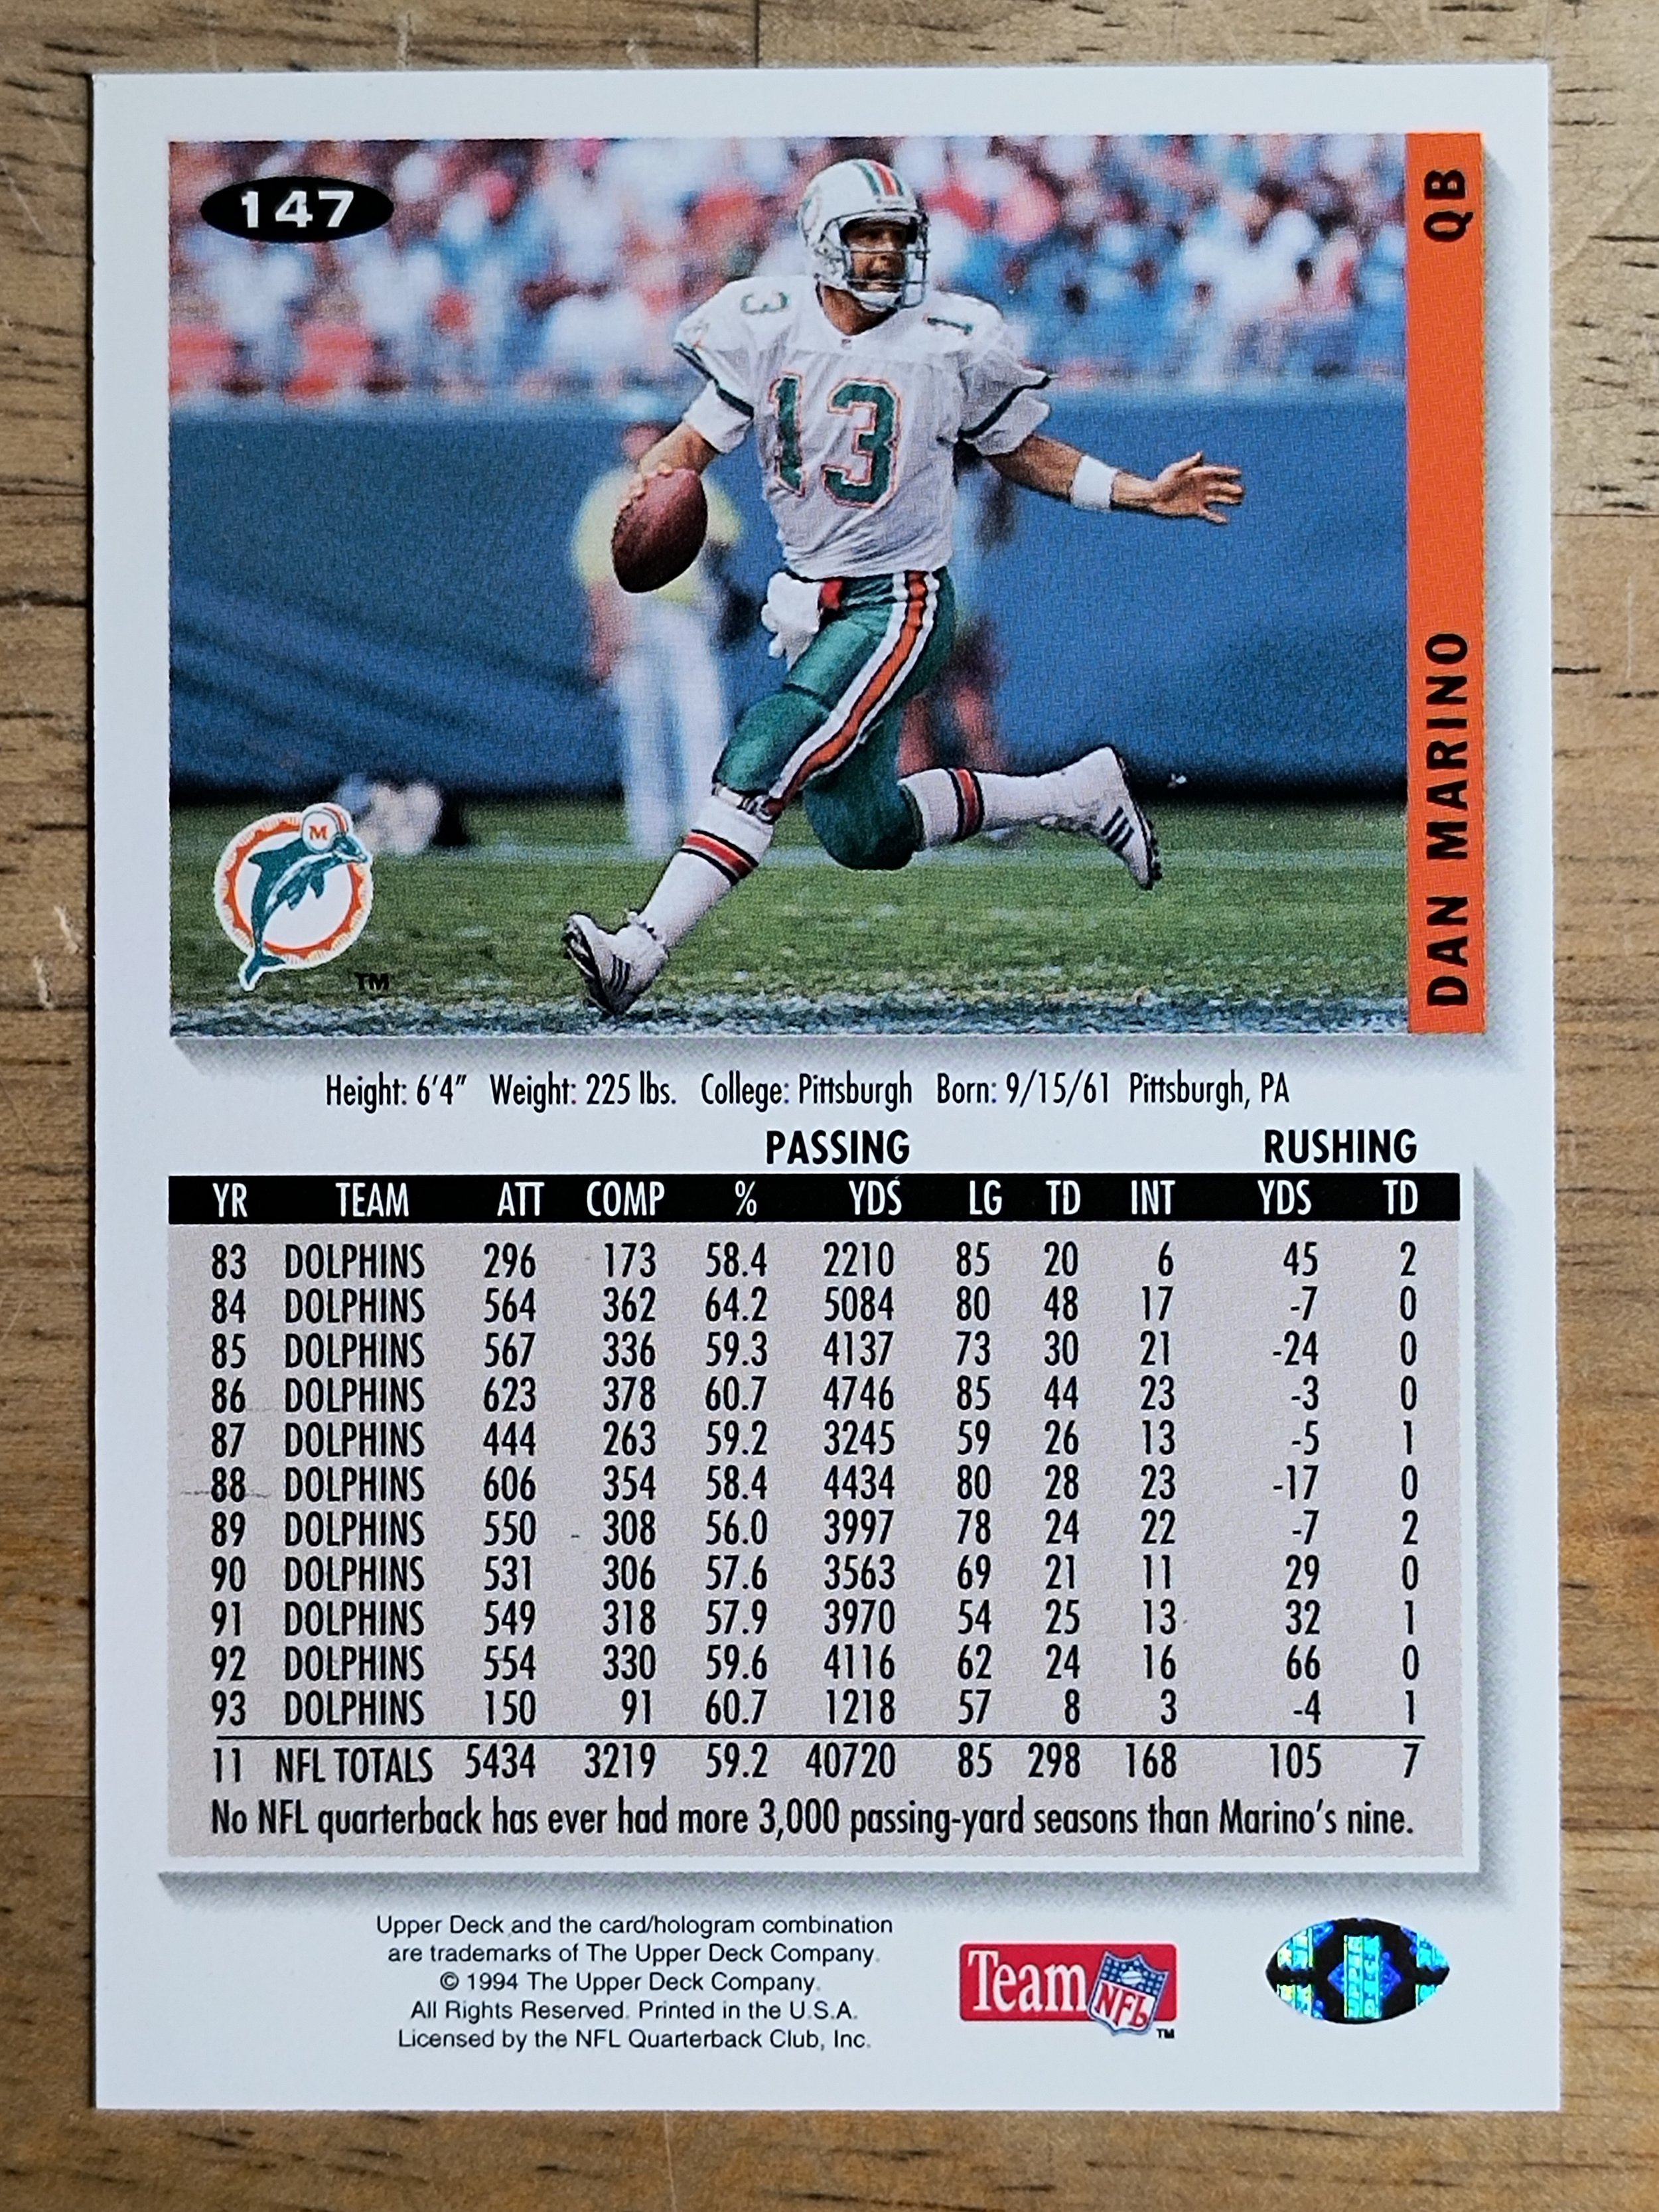 147
QB
DAN MARINO
3 1
13
M
TM
Height: 6'4" Weight: 225 lbs. College: Pittsburgh Born: 9/15/61 Pittsburgh, PA
PASSING RUSHING
YR TEAM ATT COMP % YDS LG TD INT YDS TD
83 DOLPHINS 296 173 58.4 2210 85 20 6 45 2
84 DOLPHINS 564 362 64.2 5084 80 48 17 -7 0
85 DOLPHINS 567 336 59.3 4137 73 30 21 -24 0
86 DOLPHINS 623 378 60.7 4746 85 44 23 -3 0
87 DOLPHINS 444 263 59.2 3245 59 26 13 -5 1
88 DOLPHINS 606 354 58.4 4434 80 28 23 -17 0
89 DOLPHINS 550 308 56.0 3997 78 24 22 -7 2
90 DOLPHINS 531 306 57.6 3563 69 21 11 29 0
91 DOLPHINS 549 318 57.9 3970 54 25 13 32 1
92 DOLPHINS 554 330 59.6 4116 62 24 16 66 0
93 DOLPHINS 150 91 60.7 1218 57 8 3 -4 1
11 NFL TOTALS 5434 3219 59.2 40720 85 298 168 105 7
No NFL quarterback has ever had more 3,000 passing-yard seasons than Marino's nine.
Upper Deck and the card/hologram combination
are trademarks of The Upper Deck Company.
© 1994 The Upper Deck Company.
All Rights Reserved. Printed in the U.S.A.
Licensed by the NFL Quarterback Club, Inc.
Team NFL
TM